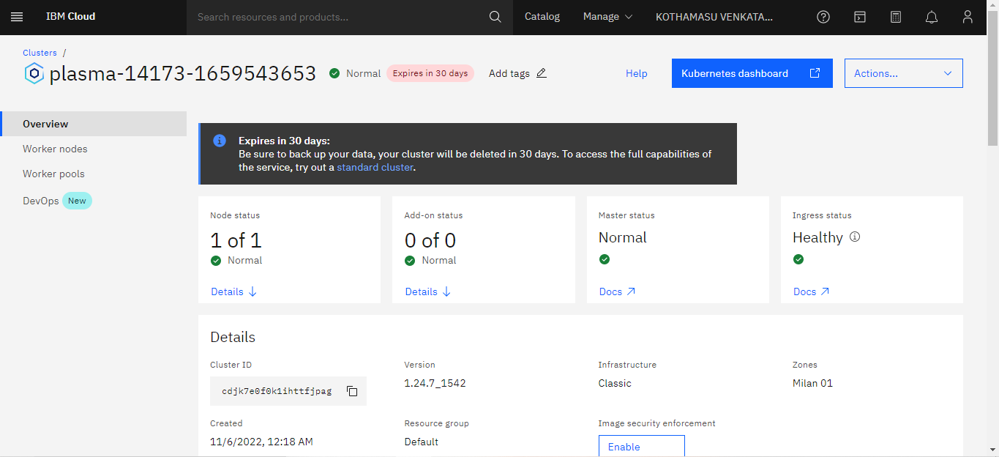 IBM Cloud
Search resources and products...
Catalog
Manage
KOTHAMASU VENKATA...
Clusters /
plasma-14173-1659543653
Normal
Expires in 30 days
Add tags
Help
Kubernetes dashboard
Actions...
Overview
Worker nodes
Worker pools
DevOps New
Expires in 30 days:
Be sure to back up your data, your cluster will be deleted in 30 days. To access the full capabilities of
the service, try out a standard cluster.
Node status
1 of 1
Normal
Details
Add-on status
0 of 0
Normal
Details
Master status
Normal
Docs
Ingress status
Healthy
Docs
Details
Cluster ID
cdjk7e0f0k1ihttfjpag
Version
1.24.7_1542
Infrastructure
Classic
Zones
Milan 01
Created
11/6/2022, 12:18 AM
Resource group
Default
Image security enforcement
Enable